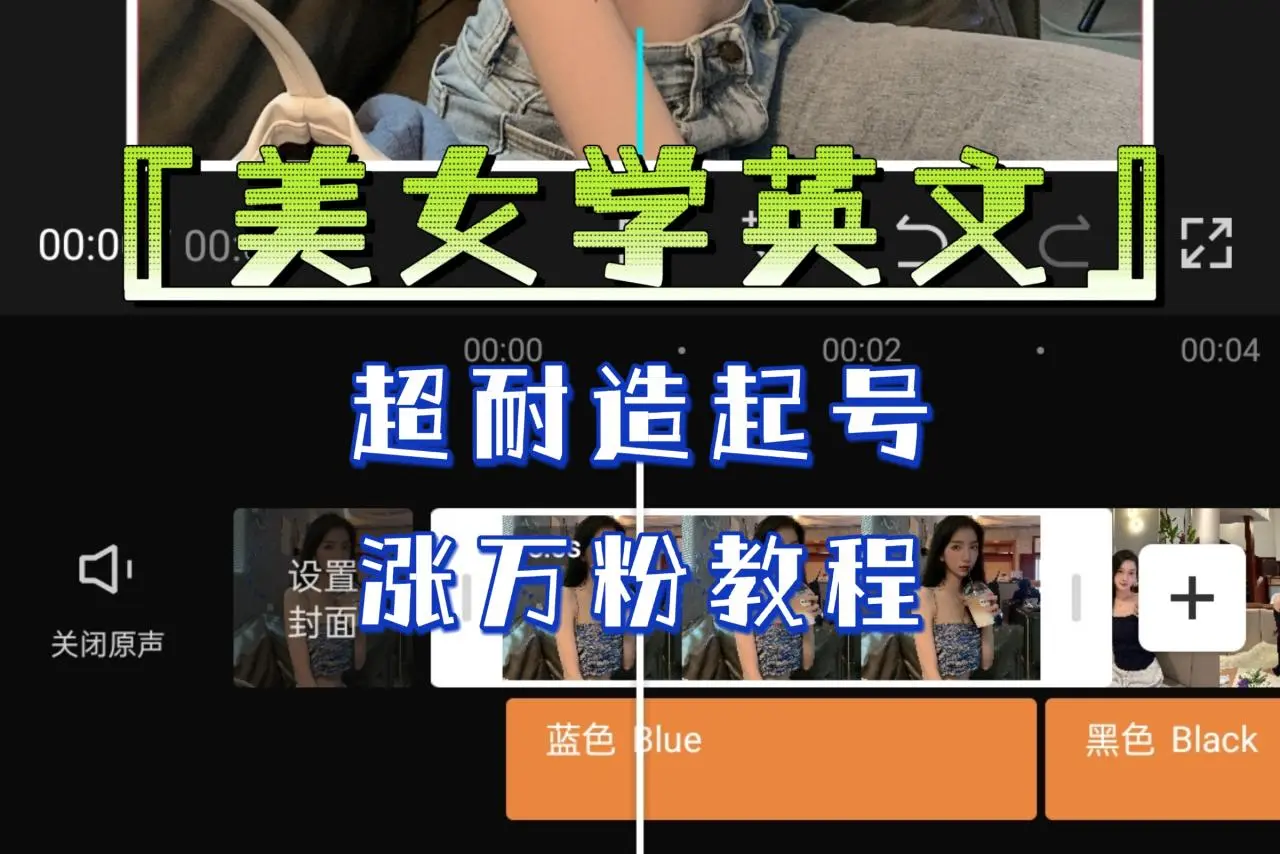 『美女学英文』
00:0
00:0
00:00
00:02
00:04
超耐造起号
设置
封面
涨万粉教程
关闭原声
蓝色 Blue
黑色 Black